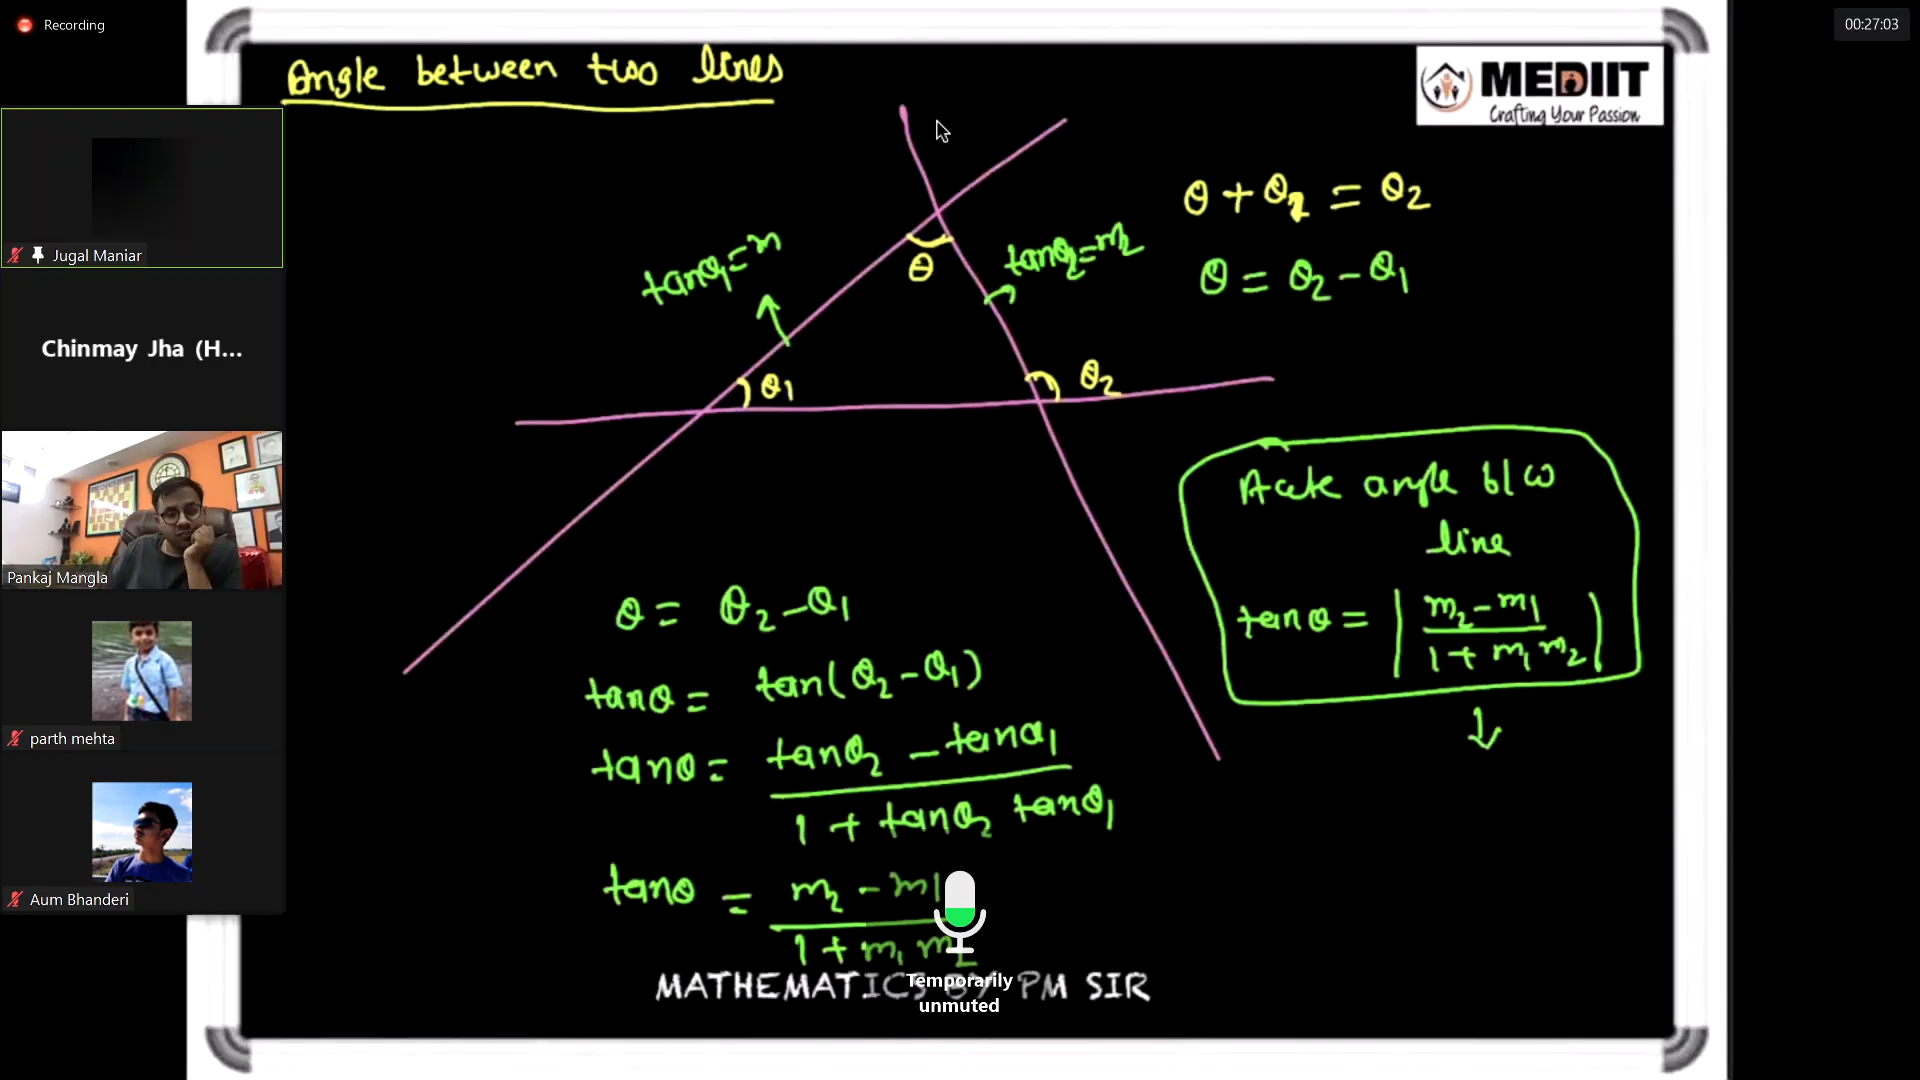 Recording
00:27:03
Angle between two lines
MEDIIT
Crafting Your Passion
θ + θ1 = θ2
θ = θ2 - θ1
tanθ1 = m
tanθ2 = m2
θ
θ1
θ2
Jugal Maniar
Chinmay Jha (H...
Pankaj Mangla
parth mehta
Aum Bhanderi
Acute angle b/w
line
tanθ = | m2 - m1 / 1 + m1 m2 |
θ = θ2 - θ1
tanθ = tan(θ2 - θ1)
tanθ = tanθ2 - tanθ1
1 + tanθ2 tanθ1
tanθ = m2 - m1
1 + m1 m2
MATHEMATICS BY PM SIR
Temporarily
unmuted